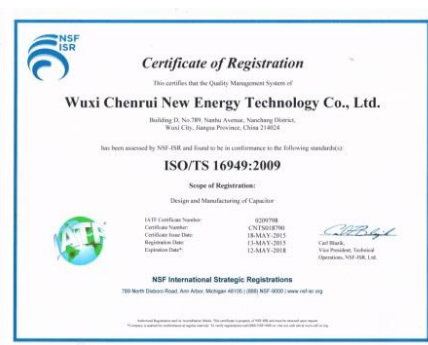 NSF
ISR
Certificate of Registration
This certifies that the Quality Management System of
Wuxi Chenrui New Energy Technology Co., Ltd.
Building D, No.789, Nanhu Avenue, Nanchang District,
Wuxi City, Jiangsu Province, China 214024
has been assessed by NSF-ISR and found to be in conformance to the following standard(s):
ISO/TS 16949:2009
Scope of Registration:
Design and Manufacturing of Capacitor
IATF
IATF Certificate Number: 0209798
Certificate Number: CNTS018790
Certificate Issue Date: 18-MAY-2015
Registration Date: 13-MAY-2015
Expiration Date*: 12-MAY-2018
Carl Blazik,
Vice President, Technical
Operations, NSF-ISR, Ltd.
NSF International Strategic Registrations
789 North Dixboro Road, Ann Arbor, Michigan 48105 | (888) NSF-9000 | www.nsf-isr.org